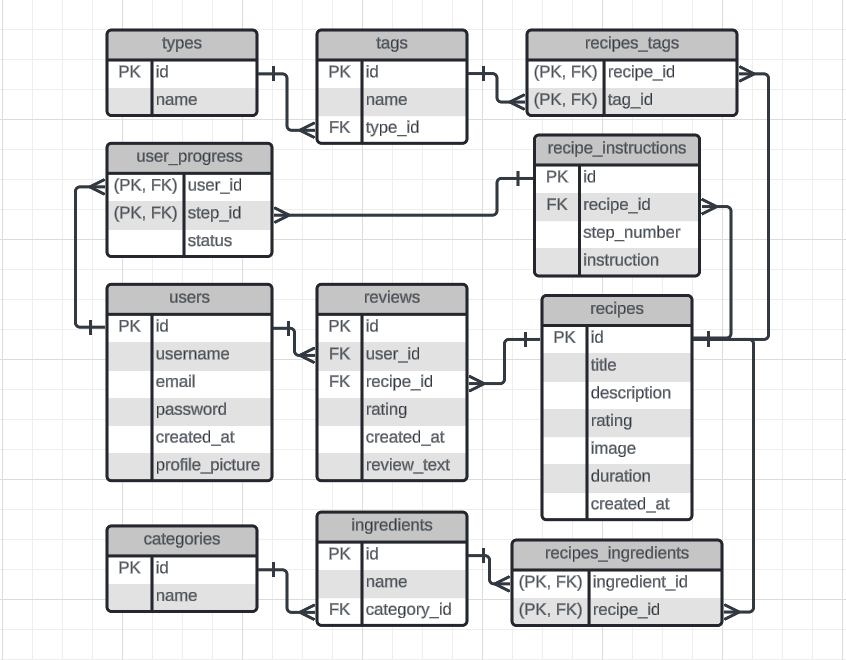 types
PK id
name
tags
PK id
name
FK type_id
recipes_tags
(PK, FK) recipe_id
(PK, FK) tag_id
user_progress
(PK, FK) user_id
(PK, FK) step_id
status
recipe_instructions
PK id
FK recipe_id
step_number
instruction
users
PK id
username
email
password
created_at
profile_picture
reviews
PK id
FK user_id
FK recipe_id
rating
created_at
review_text
recipes
PK id
title
description
rating
image
duration
created_at
categories
PK id
name
ingredients
PK id
name
FK category_id
recipes_ingredients
(PK, FK) ingredient_id
(PK, FK) recipe_id